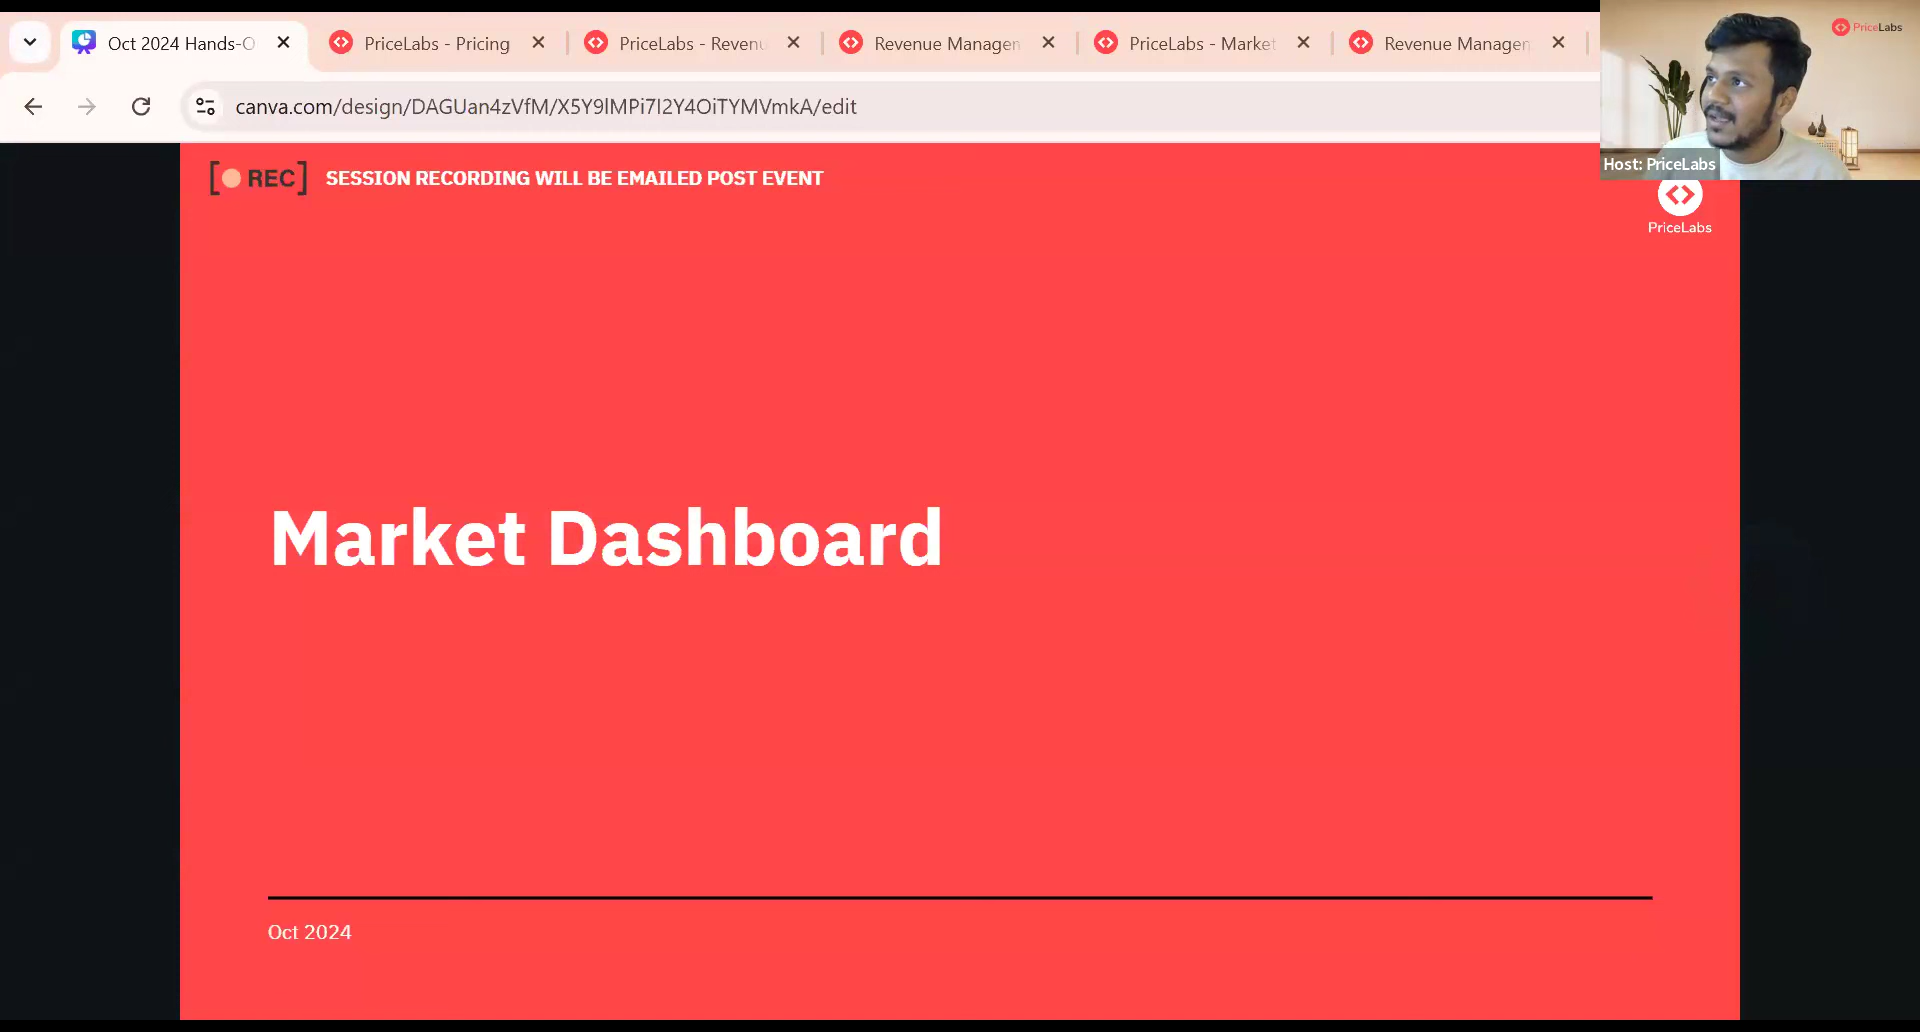 Oct 2024 Hands-O
PriceLabs - Pricing
PriceLabs - Revenu
Revenue Managen
PriceLabs - Market
Revenue Managem
PriceLabs
canva.com/design/DAGUan4zVfM/X5Y9lMPi7I2Y4OiTYMVmkA/edit
Host: PriceLabs
[● REC] SESSION RECORDING WILL BE EMAILED POST EVENT
PriceLabs
Market Dashboard
Oct 2024